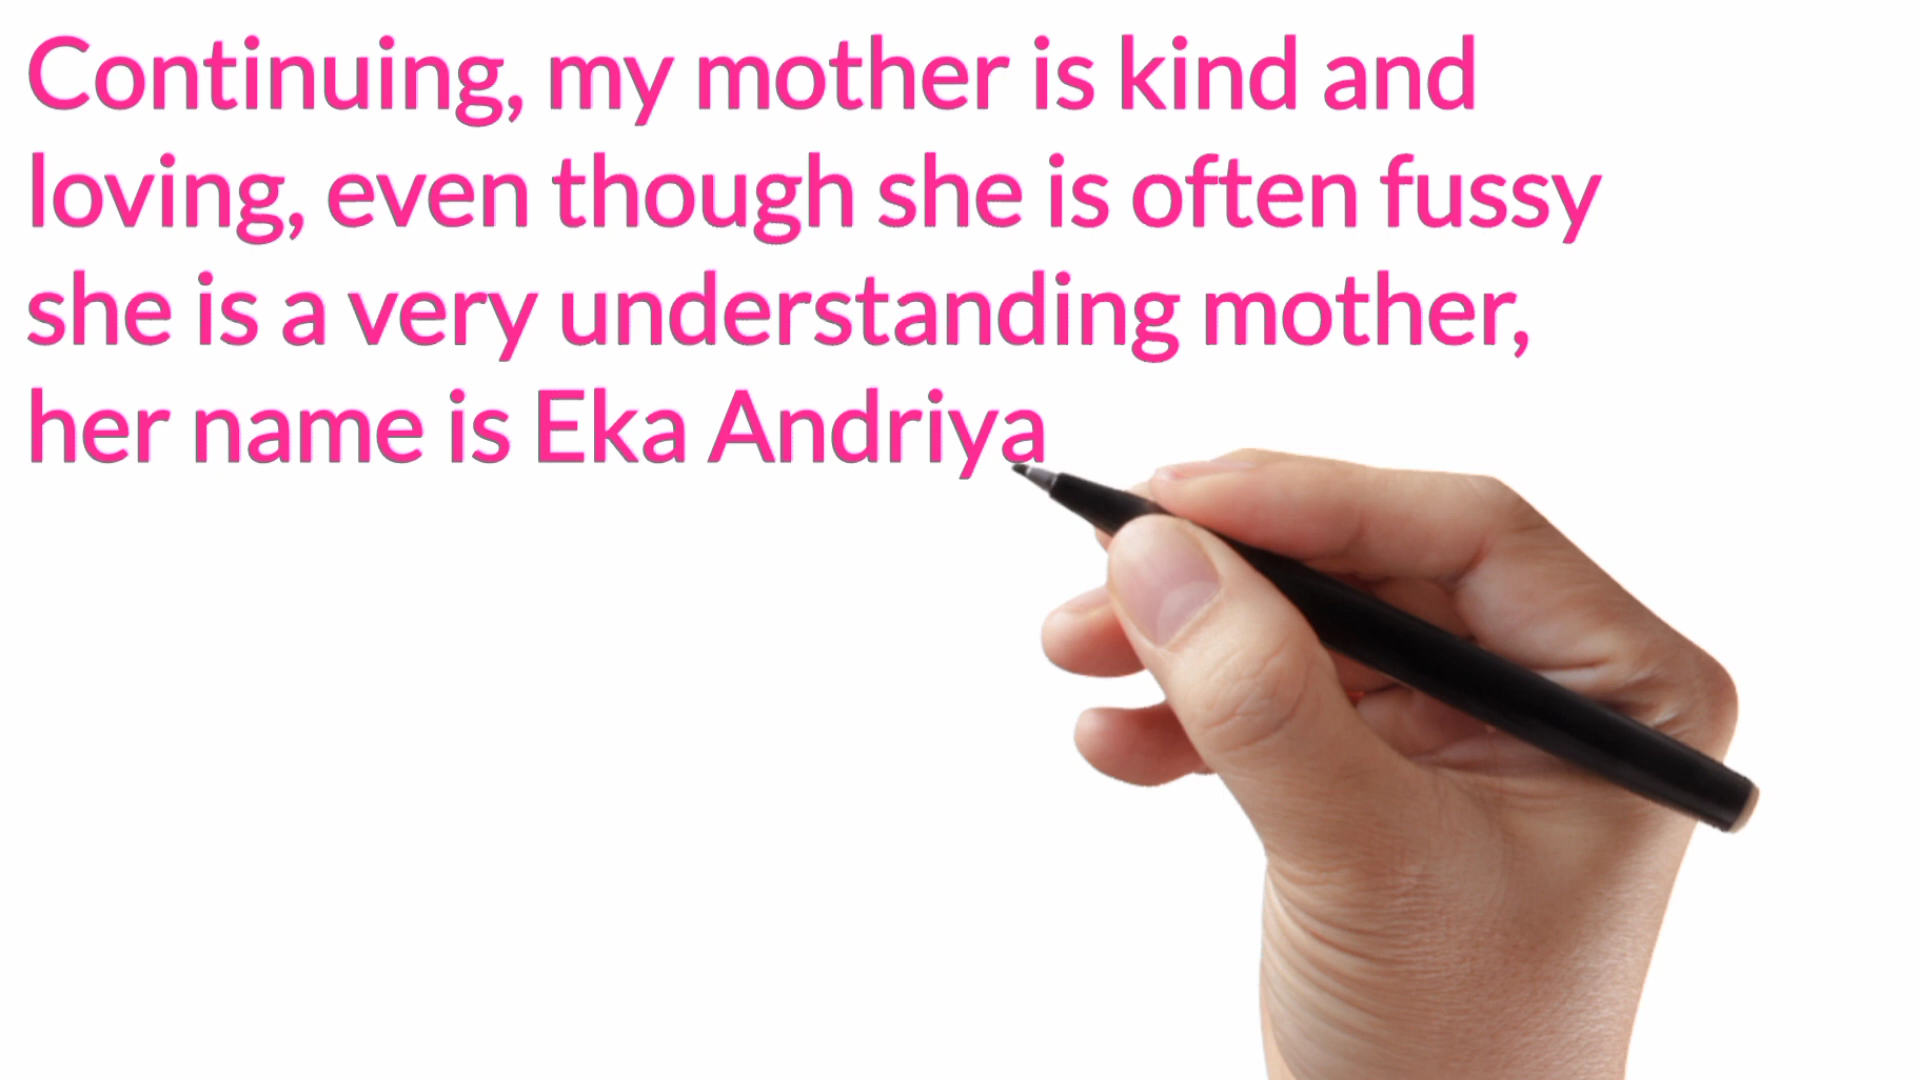 Continuing, my mother is kind and
loving, even though she is often fussy
she is a very understanding mother,
her name is Eka Andriya